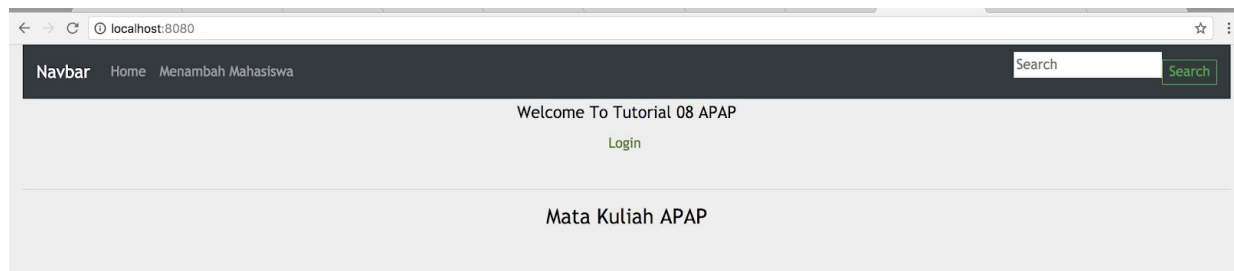 localhost:8080
Navbar Home Menambah Mahasiswa Search Search
Welcome To Tutorial 08 APAP
Login
Mata Kuliah APAP